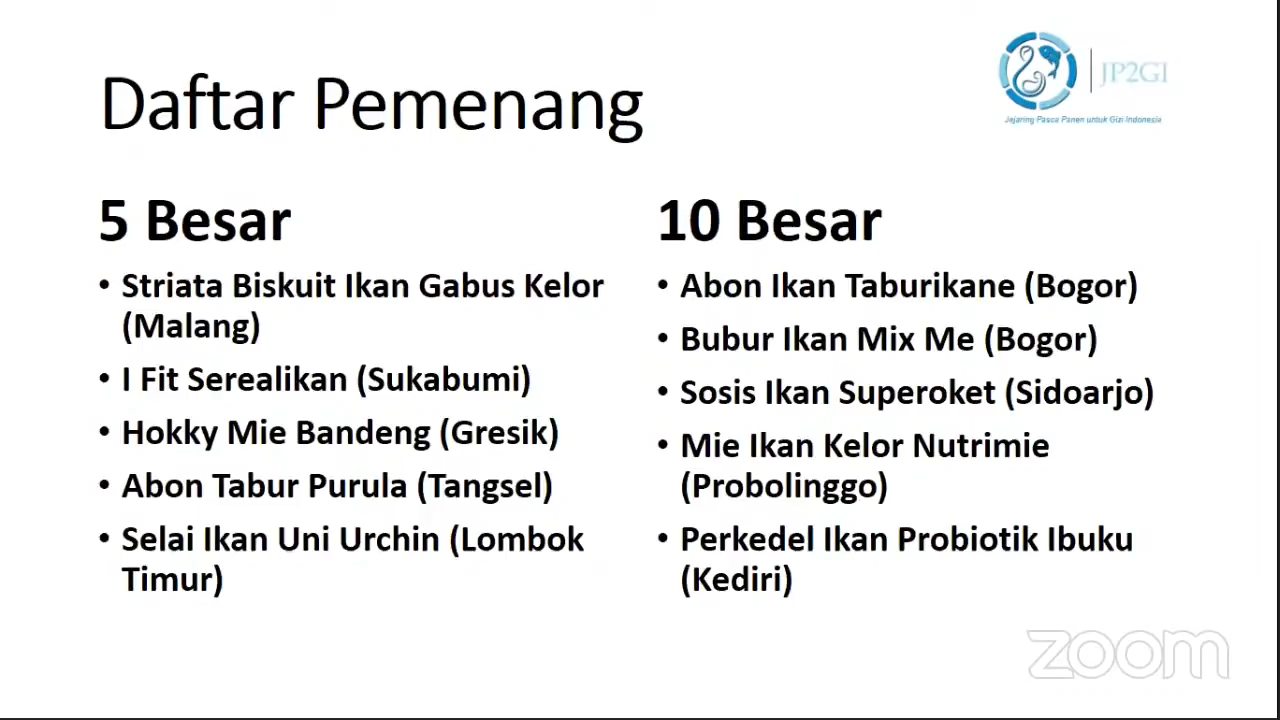 Daftar Pemenang
JP2GI
Jejaring Pasca Panen untuk Gizi Indonesia
5 Besar
• Striata Biskuit Ikan Gabus Kelor
(Malang)
• I Fit Serealikan (Sukabumi)
• Hokky Mie Bandeng (Gresik)
• Abon Tabur Purula (Tangsel)
• Selai Ikan Uni Urchin (Lombok
Timur)
10 Besar
• Abon Ikan Taburikane (Bogor)
• Bubur Ikan Mix Me (Bogor)
• Sosis Ikan Superoket (Sidoarjo)
• Mie Ikan Kelor Nutrimie
(Probolinggo)
• Perkedel Ikan Probiotik Ibuku
(Kediri)
zoom